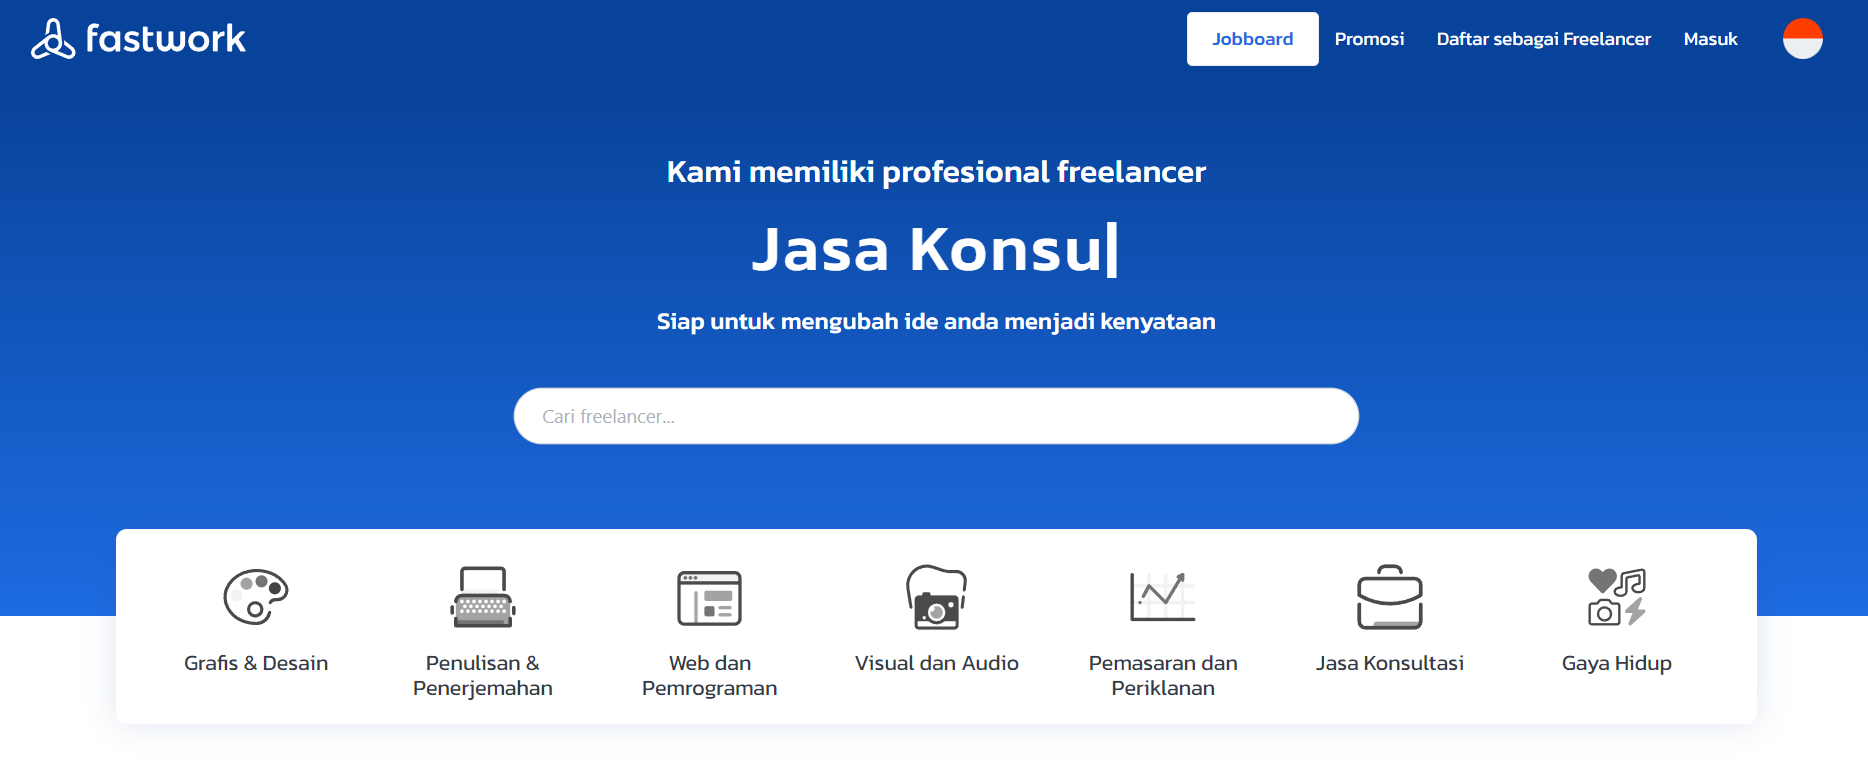 fastwork
Jobboard
Promosi
Daftar sebagai Freelancer
Masuk
Kami memiliki profesional freelancer
Jasa Konsu|
Siap untuk mengubah ide anda menjadi kenyataan
Cari freelancer...
Grafis & Desain
Penulisan &
Penerjemahan
Web dan
Pemrograman
Visual dan Audio
Pemasaran dan
Periklanan
Jasa Konsultasi
Gaya Hidup